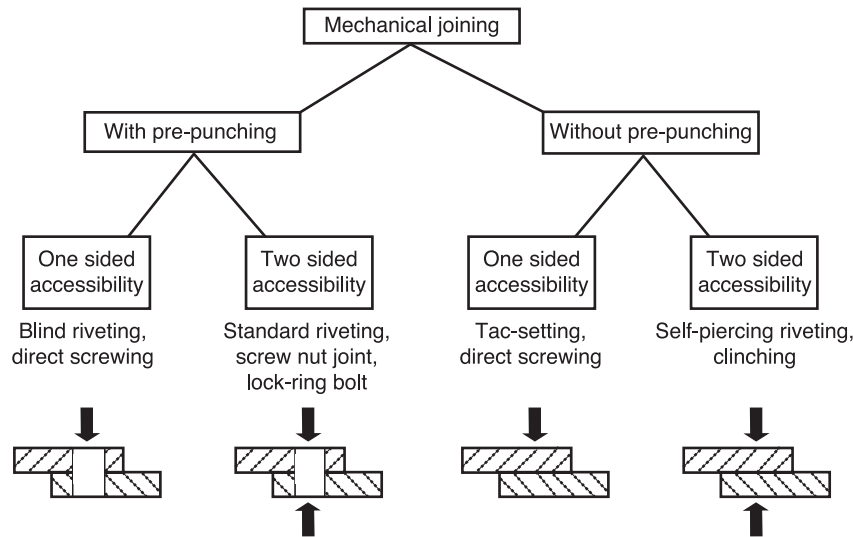 Mechanical joining
With pre-punching
Without pre-punching
One sided
accessibility
Two sided
accessibility
One sided
accessibility
Two sided
accessibility
Blind riveting,
direct screwing
Standard riveting,
screw nut joint,
lock-ring bolt
Tac-setting,
direct screwing
Self-piercing riveting,
clinching